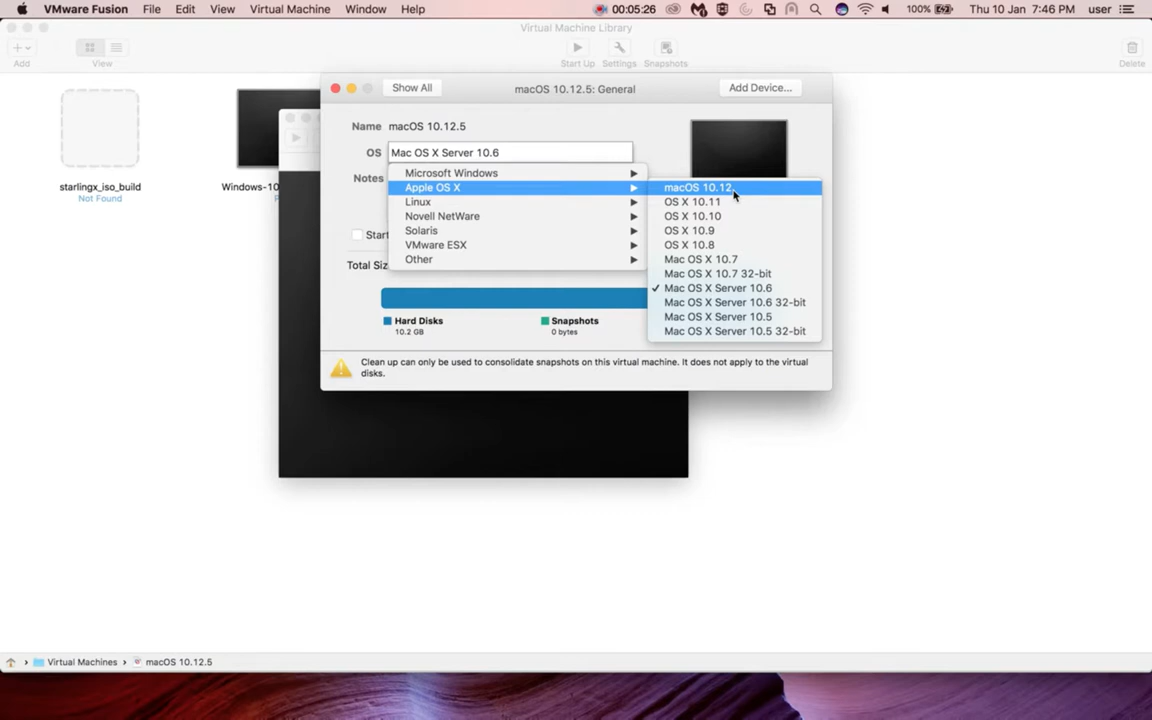 VMware Fusion File Edit View Virtual Machine Window Help 00:05:26 100% Thu 10 Jan 7:46 PM user
Virtual Machine Library
Add View Start Up Settings Snapshots Delete
Show All macOS 10.12.5: General Add Device...
Name macOS 10.12.5
OS Mac OS X Server 10.6
Notes
Microsoft Windows
Apple OS X
Linux
Novell NetWare
Solaris
VMware ESX
Other
macOS 10.12
OS X 10.11
OS X 10.10
OS X 10.9
OS X 10.8
Mac OS X 10.7
Mac OS X 10.7 32-bit
Mac OS X Server 10.6
Mac OS X Server 10.6 32-bit
Mac OS X Server 10.5
Mac OS X Server 10.5 32-bit
starlingx_iso_build
Not Found
Windows-10
Start
Total Siz
Hard Disks
10.2 GB
Snapshots
0 bytes
Clean up can only be used to consolidate snapshots on this virtual machine. It does not apply to the virtual
disks.
Virtual Machines macOS 10.12.5